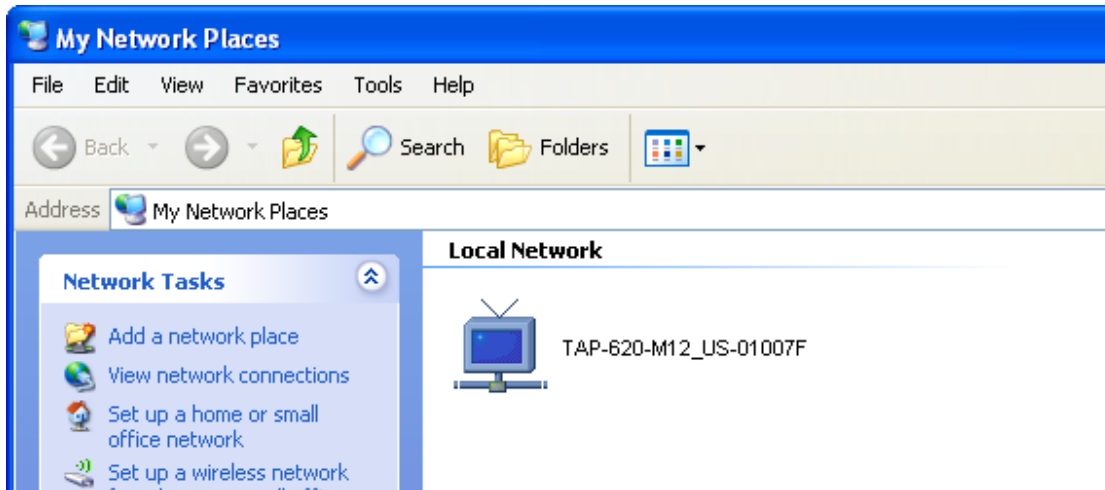 My Network Places
File Edit View Favorites Tools Help
Back Search Folders
Address My Network Places
Local Network
Network Tasks
Add a network place
View network connections
Set up a home or small
office network
Set up a wireless network
TAP-620-M12_US-01007F